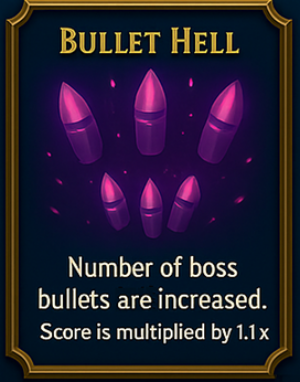 BULLET HELL
Number of boss
bullets are increased.
Score is multiplied by 1.1x